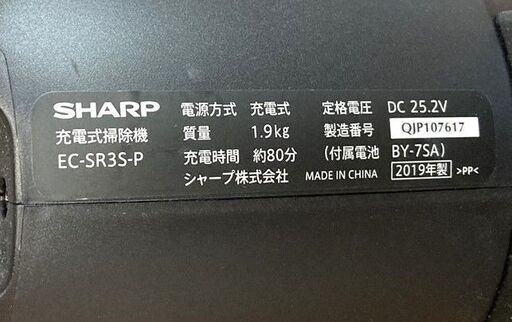 SHARP 電源方式 充電式 定格電圧 DC 25.2V
充電式掃除機 質量 1.9kg 製造番号 QJP107617
EC-SR3S-P 充電時間 約80分 (付属電池 BY-7SA)
シャープ株式会社 MADE IN CHINA 2019年製 >PP<